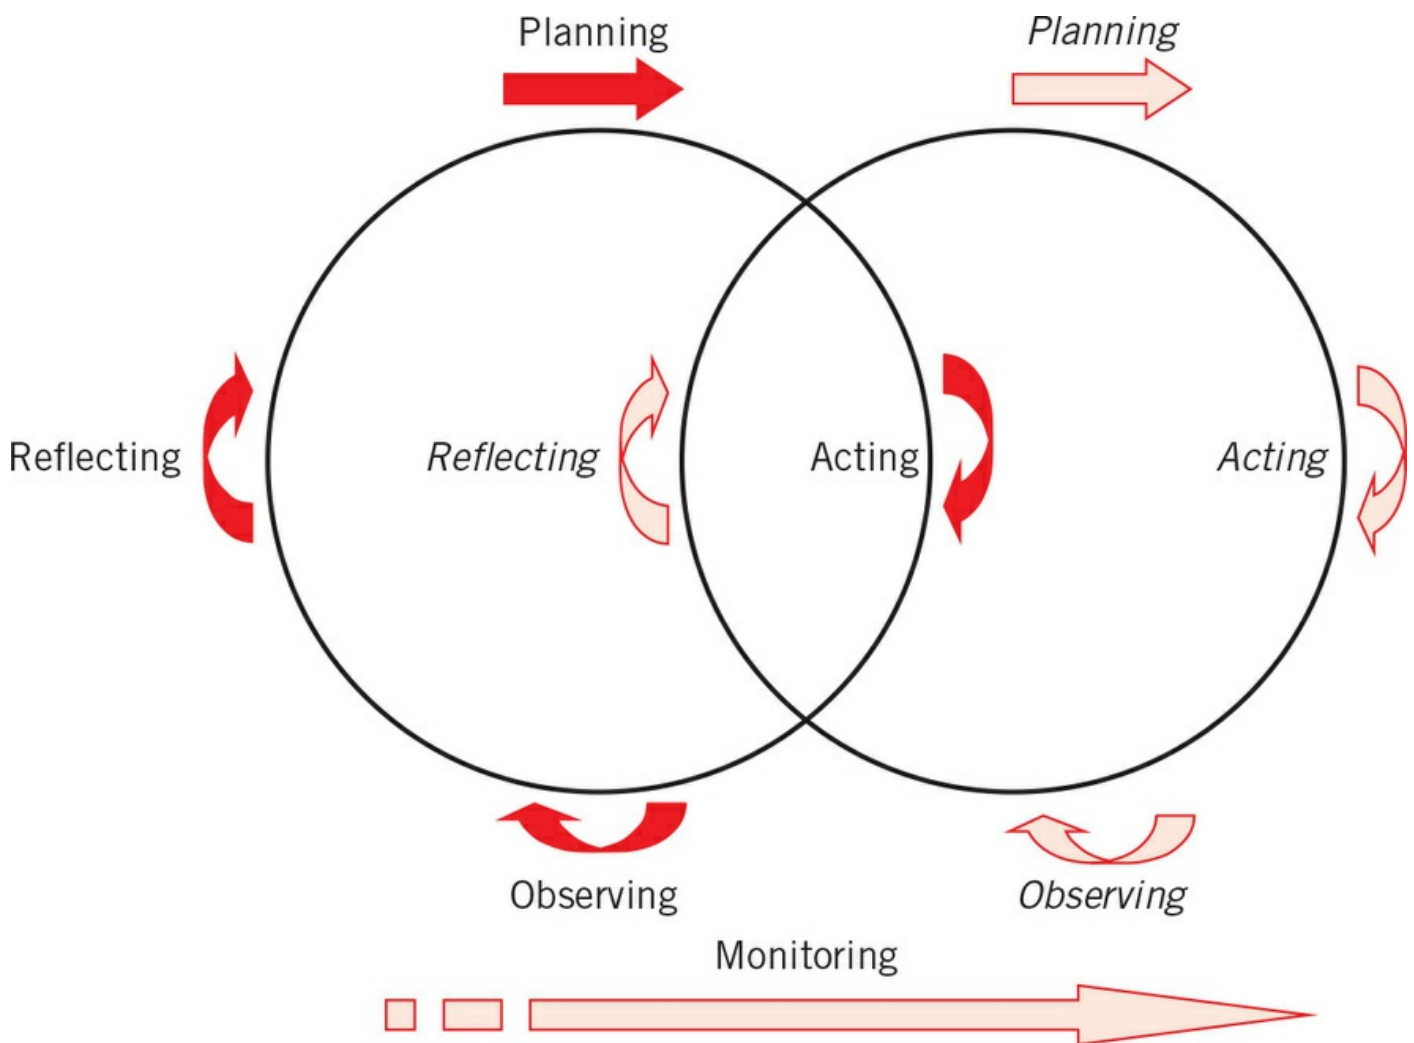 Planning
Planning
Reflecting
Reflecting
Acting
Acting
Observing
Observing
Monitoring